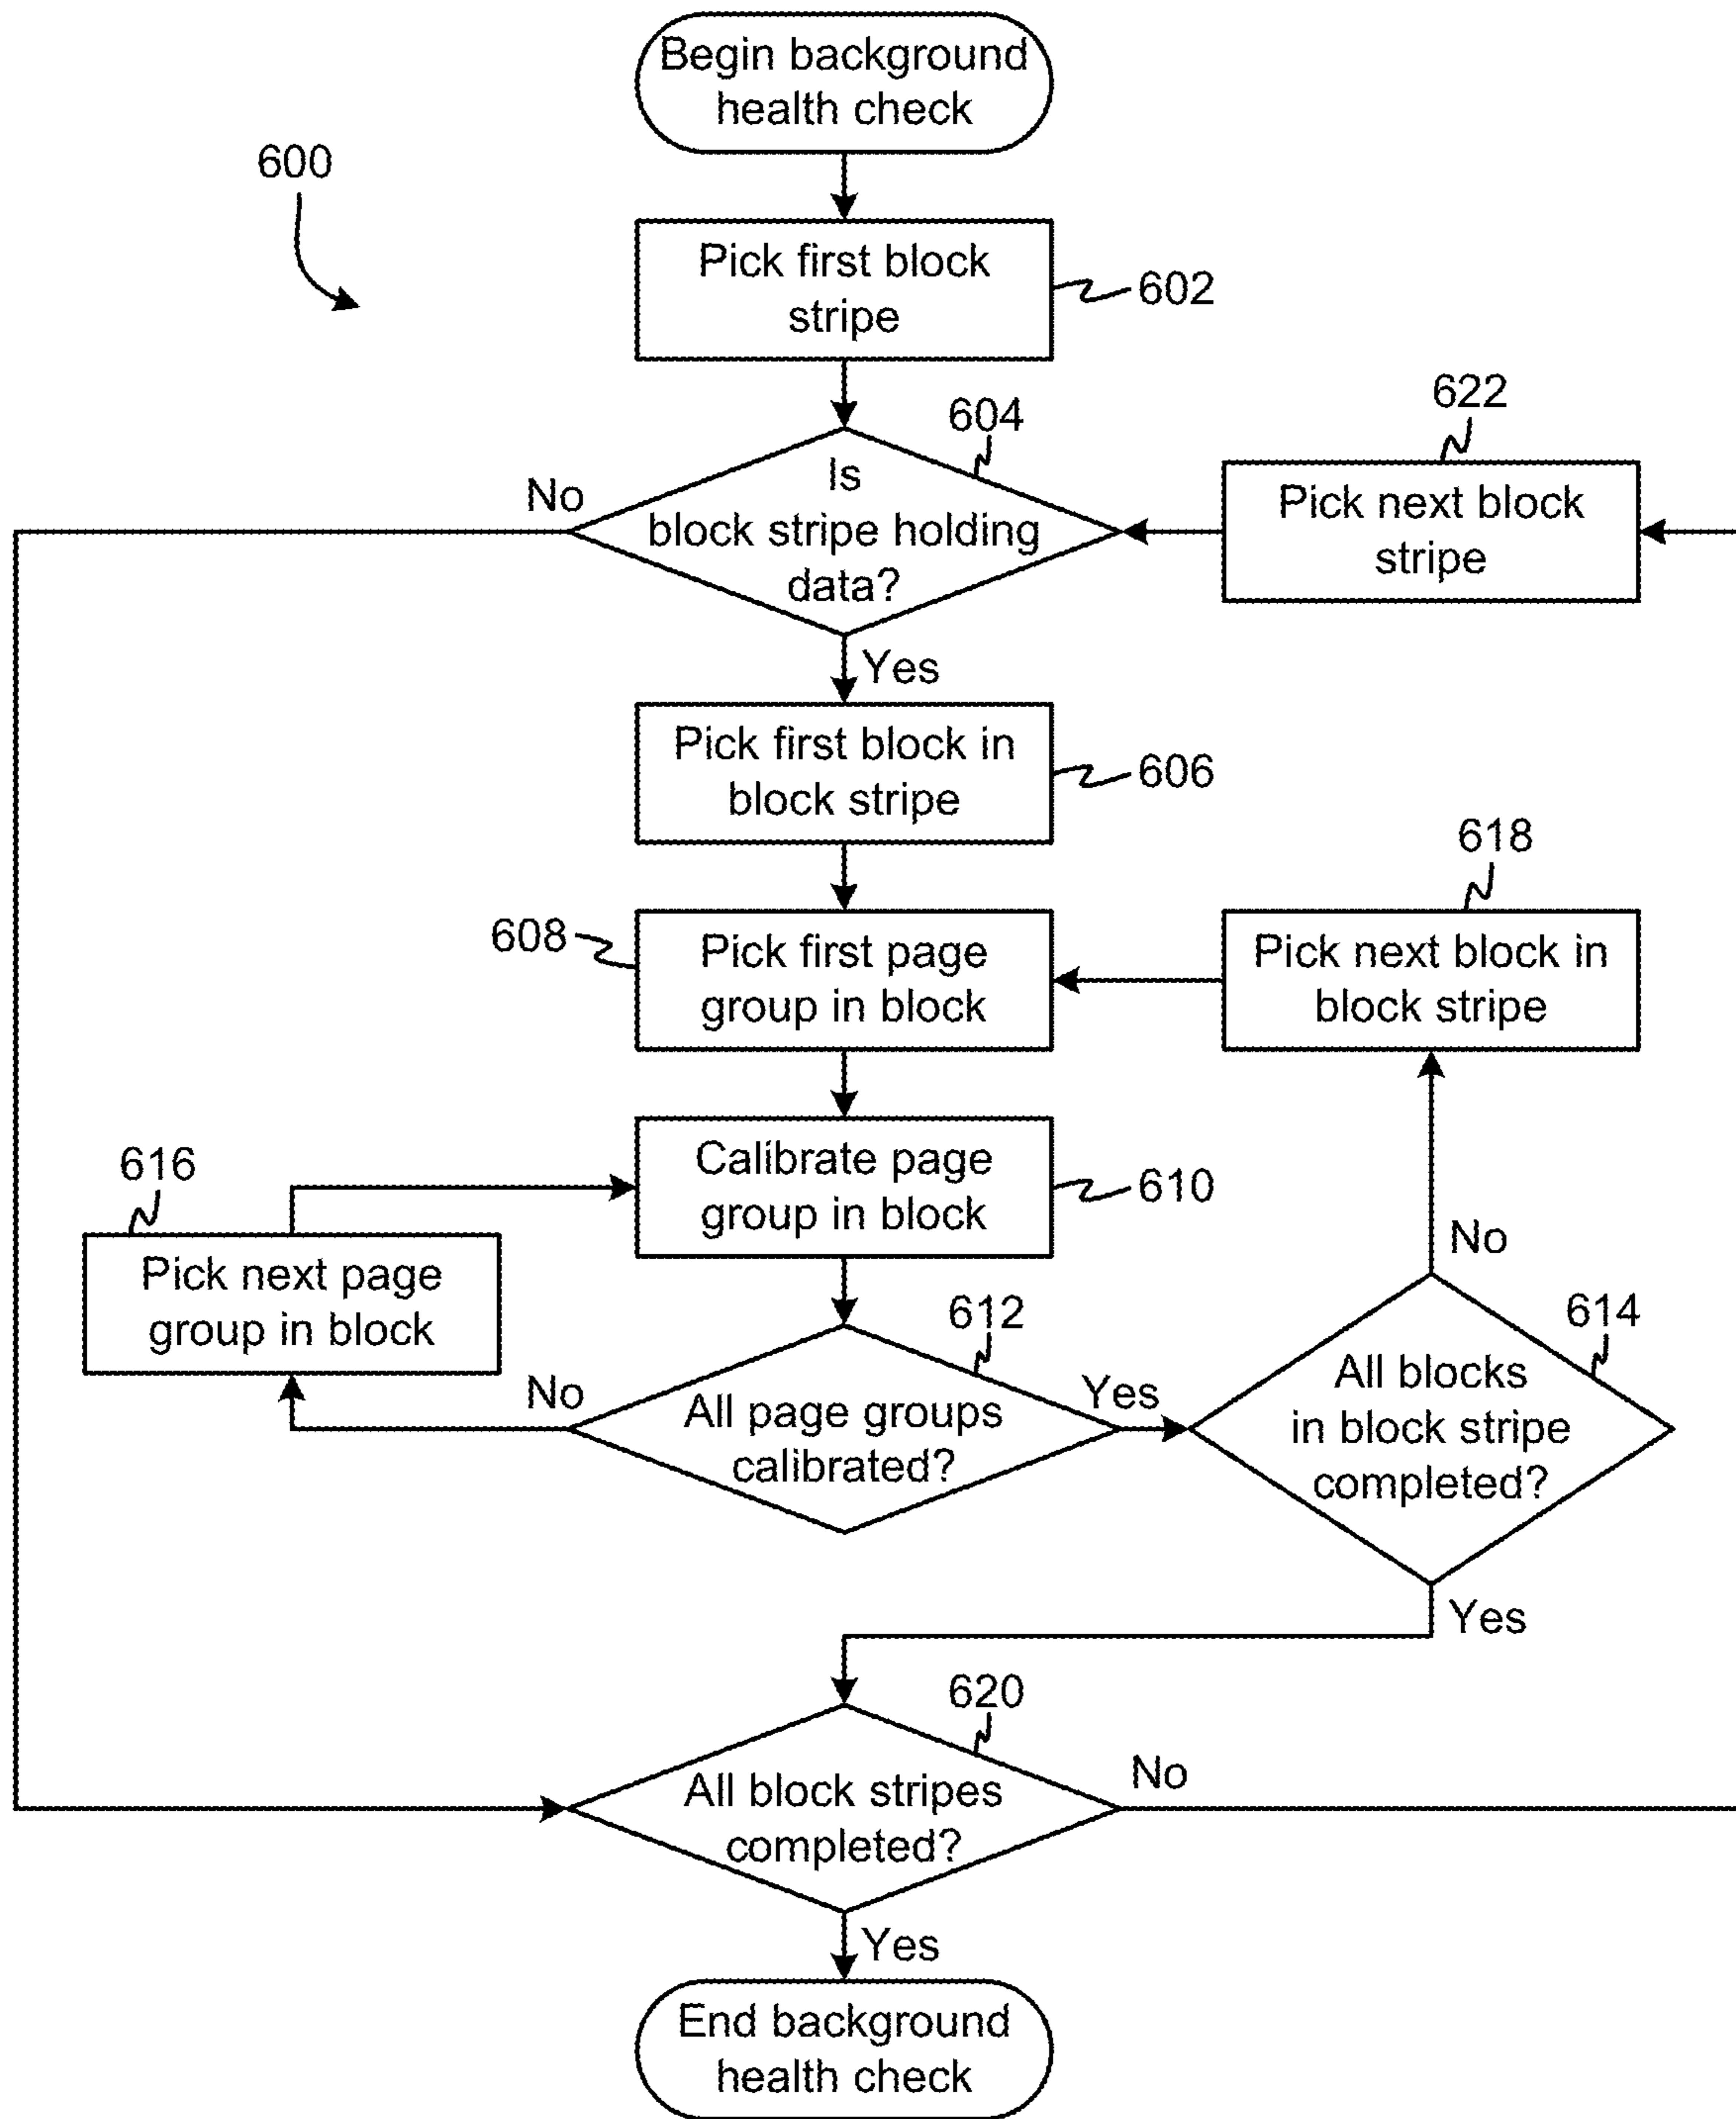 Begin background
health check
600
Pick first block
stripe
602
604
622
Is
block stripe holding
data?
No
Pick next block
stripe
Yes
Pick first block in
block stripe
606
618
608
Pick first page
group in block
Pick next block in
block stripe
616
Calibrate page
group in block
610
Pick next page
group in block
No
612
614
No
All page groups
calibrated?
Yes
All blocks
in block stripe
completed?
Yes
620
All block stripes
completed?
No
Yes
End background
health check